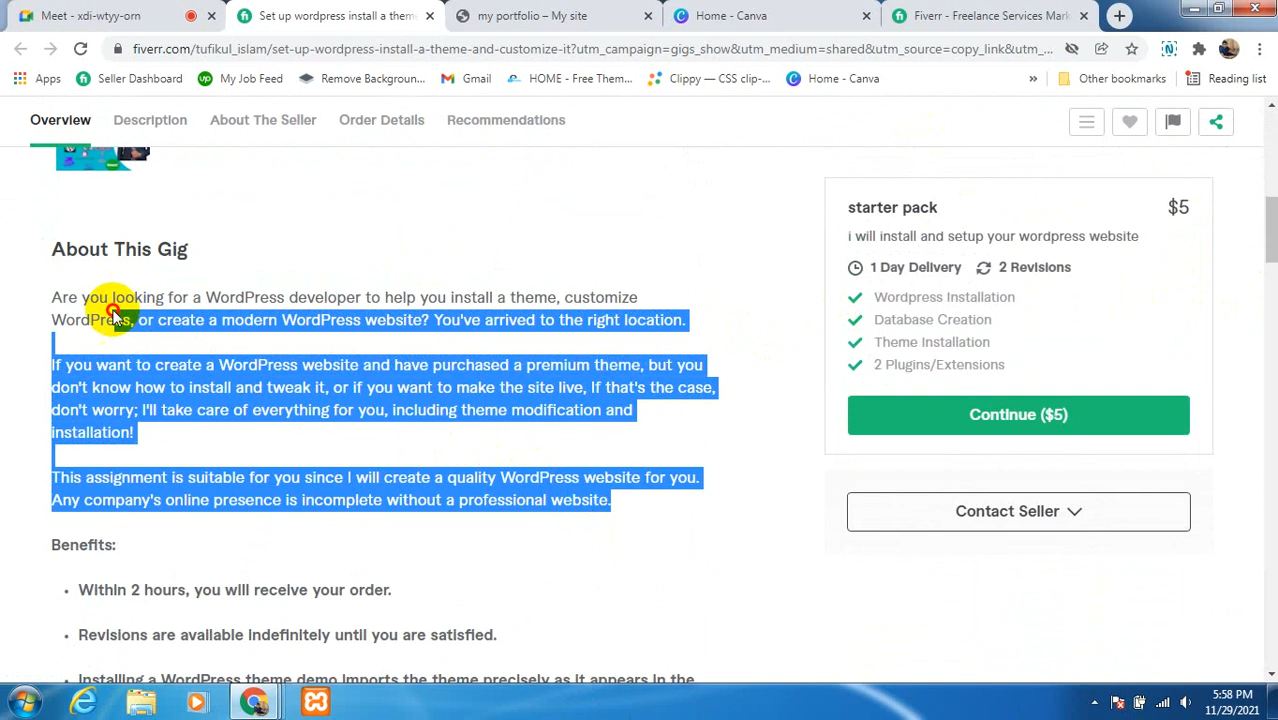 Meet - xdi-wtyy-orn
Set up wordpress install a them
my portfolio – My site
Home - Canva
Fiverr - Freelance Services Mark
fiverr.com/tufikul_islam/set-up-wordpress-install-a-theme-and-customize-it?utm_campaign=gigs_show&utm_medium=shared&utm_source=copy_link&utm_...
Apps
Seller Dashboard
My Job Feed
Remove Backgroun...
Gmail
HOME - Free Them...
Clippy — CSS clip-...
Home - Canva
»
Other bookmarks
Reading list
Overview
Description
About The Seller
Order Details
Recommendations
About This Gig
Are you looking for a WordPress developer to help you install a theme, customize
WordPress, or create a modern WordPress website? You've arrived to the right location.
If you want to create a WordPress website and have purchased a premium theme, but you
don't know how to install and tweak it, or if you want to make the site live, If that's the case,
don't worry; I'll take care of everything for you, including theme modification and
installation!
This assignment is suitable for you since I will create a quality WordPress website for you.
Any company's online presence is incomplete without a professional website.
Benefits:
• Within 2 hours, you will receive your order.
• Revisions are available indefinitely until you are satisfied.
• Installing a WordPress theme demo imports the theme precisely as it appears in the
starter pack
$5
i will install and setup your wordpress website
1 Day Delivery
2 Revisions
Wordpress Installation
Database Creation
Theme Installation
2 Plugins/Extensions
Continue ($5)
Contact Seller
5:58 PM
11/29/2021